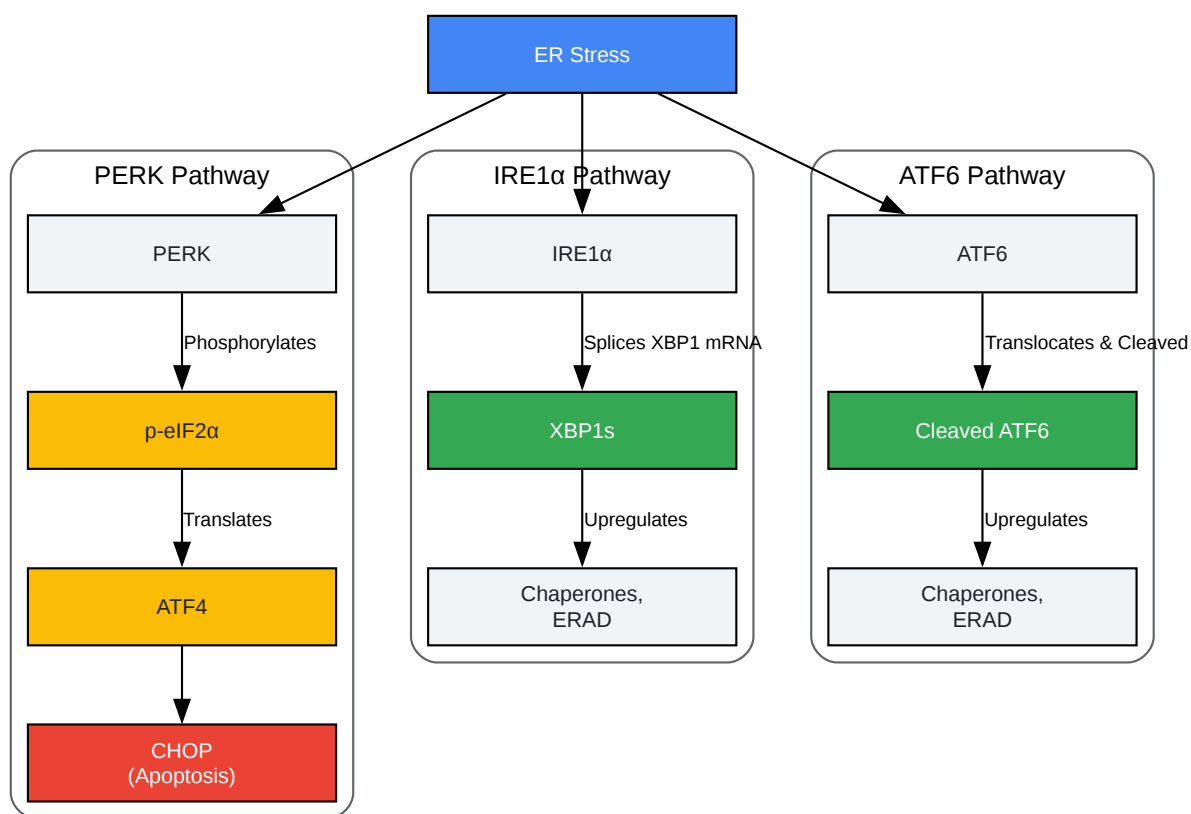 ER Stress
PERK Pathway
IRE1α Pathway
ATF6 Pathway
PERK
IRE1α
ATF6
Phosphorylates
Splices XBP1 mRNA
Translocates & Cleaved
p-eIF2α
XBP1s
Cleaved ATF6
Translates
Upregulates
Upregulates
ATF4
Chaperones,
ERAD
Chaperones,
ERAD
CHOP
(Apoptosis)